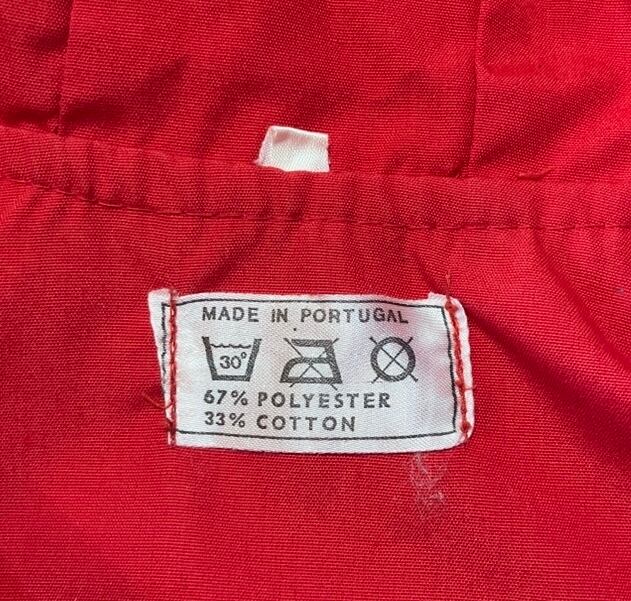 MADE IN PORTUGAL
30°
67% POLYESTER
33% COTTON